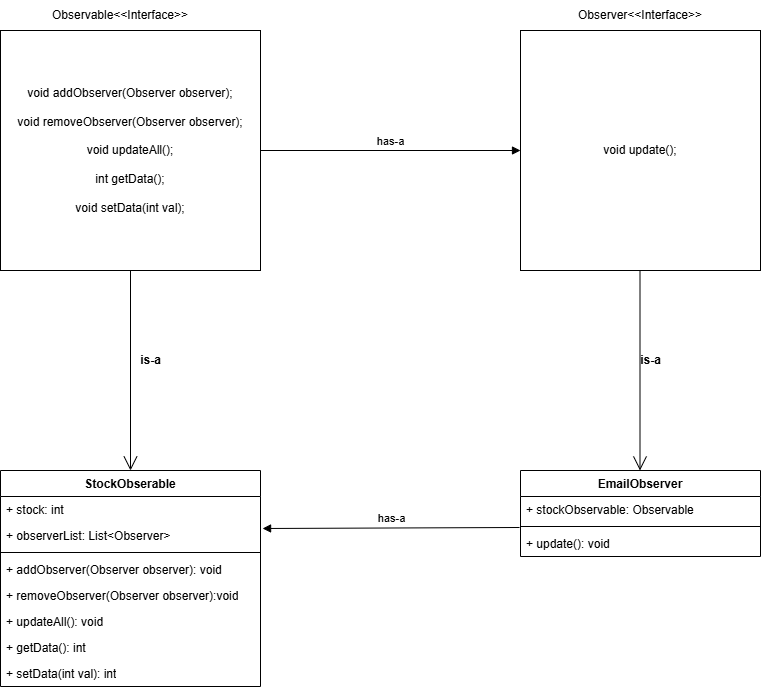 Observable<<Interface>>
Observer<<Interface>>
void addObserver(Observer observer);
void removeObserver(Observer observer);
void updateAll();
int getData();
void setData(int val);
has-a
void update();
is-a
is-a
StockObserable
+ stock: int
+ observerList: List<Observer>
+ addObserver(Observer observer): void
+ removeObserver(Observer observer):void
+ updateAll(): void
+ getData(): int
+ setData(int val): int
has-a
EmailObserver
+ stockObservable: Observable
+ update(): void